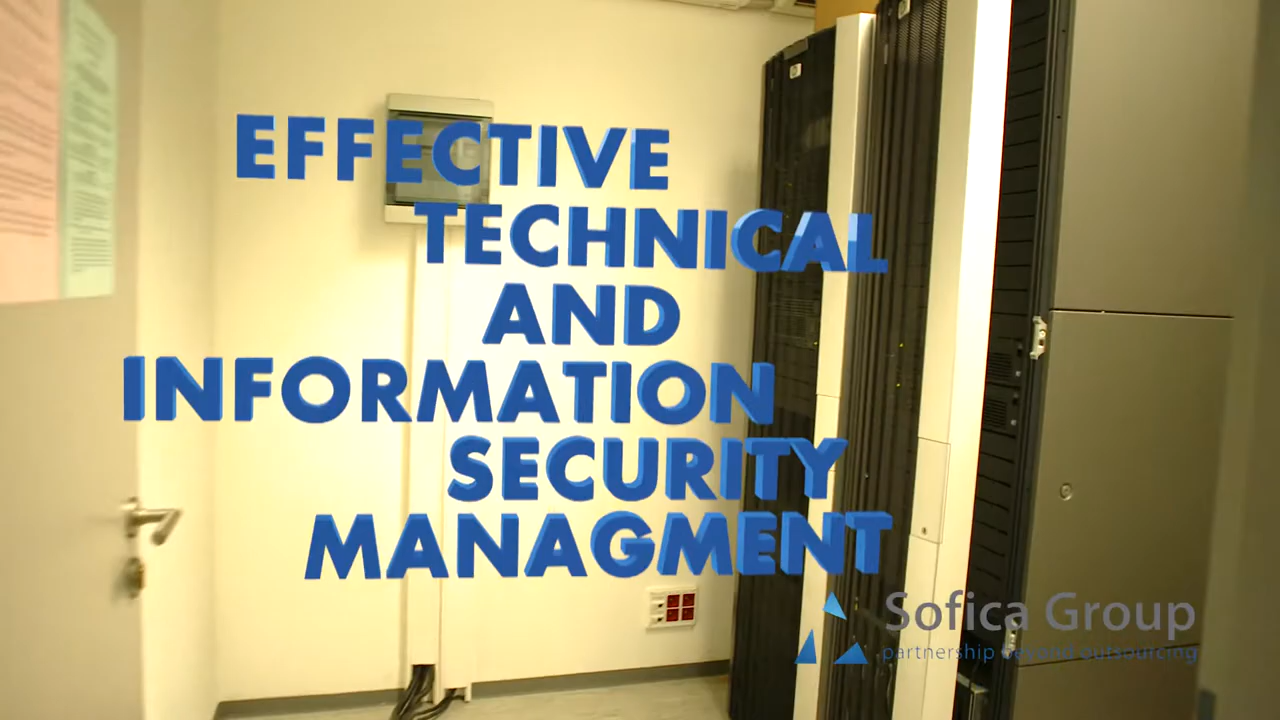 EFFECTIVE
TECHNICAL
AND
INFORMATION
SECURITY
MANAGMENT
Sofica Group
partnership beyond outsourcing